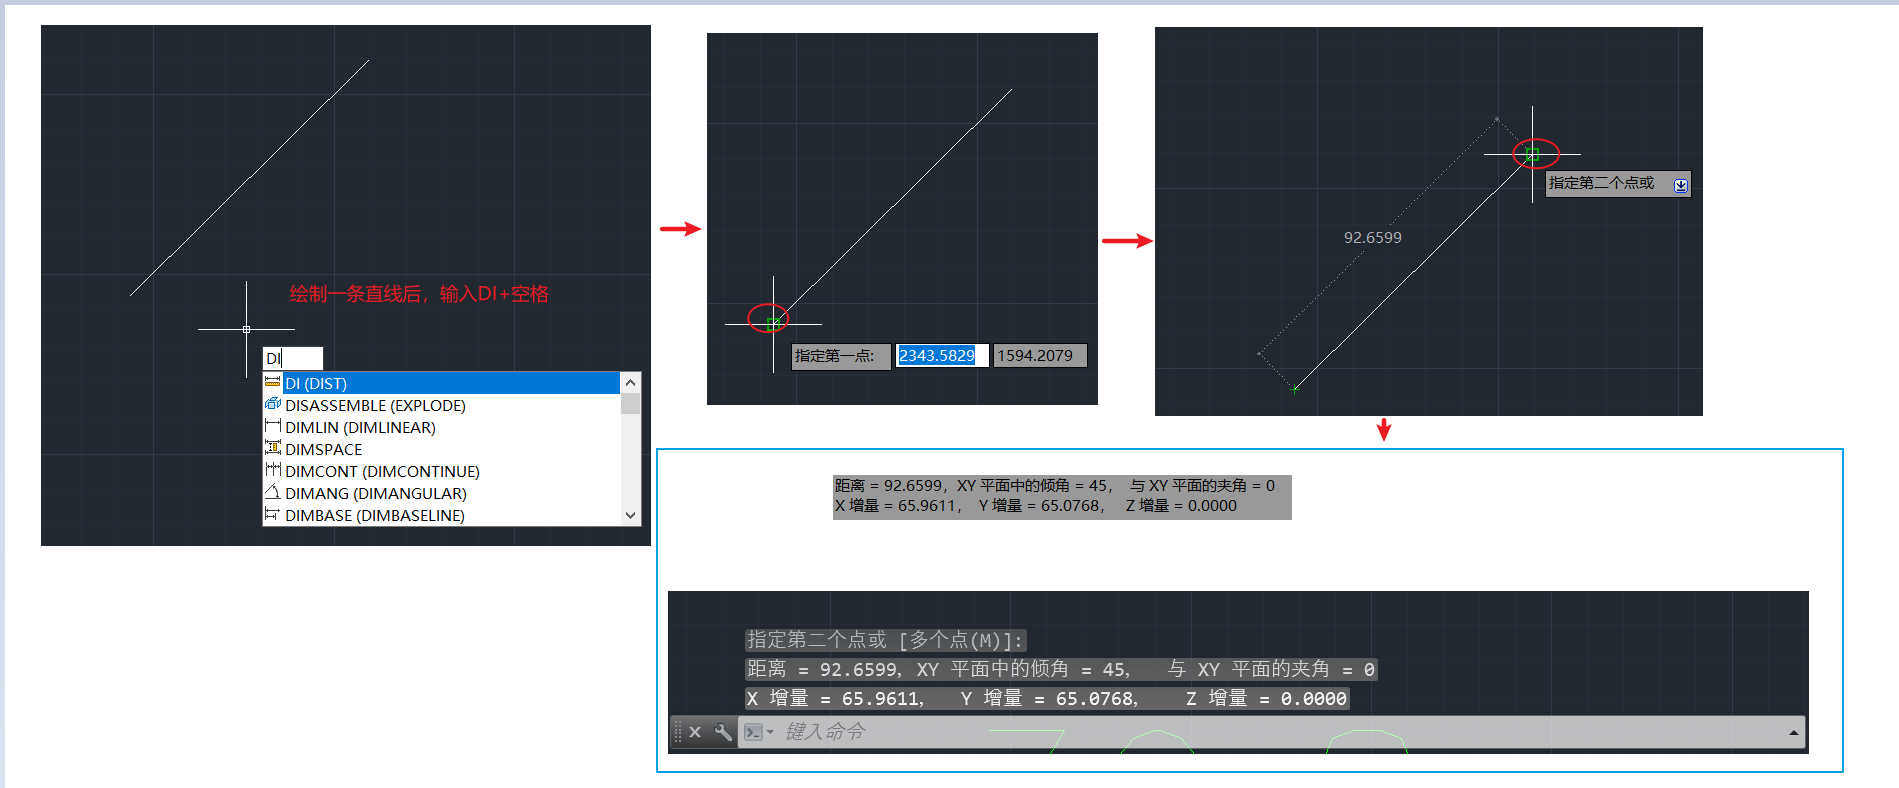 绘制一条直线后，输入DI+空格
DI
DI (DIST)
DISASSEMBLE (EXPLODE)
DIMLIN (DIMLINEAR)
DIMSPACE
DIMCONT (DIMCONTINUE)
DIMANG (DIMANGULAR)
DIMBASE (DIMBASELINE)
指定第一点: 2343.5829 1594.2079
92.6599
指定第二个点或
距离 = 92.6599，XY 平面中的倾角 = 45， 与 XY 平面的夹角 = 0
X 增量 = 65.9611， Y 增量 = 65.0768， Z 增量 = 0.0000
指定第二个点或 [多个点(M)]:
距离 = 92.6599，XY 平面中的倾角 = 45， 与 XY 平面的夹角 = 0
X 增量 = 65.9611， Y 增量 = 65.0768， Z 增量 = 0.0000
键入命令